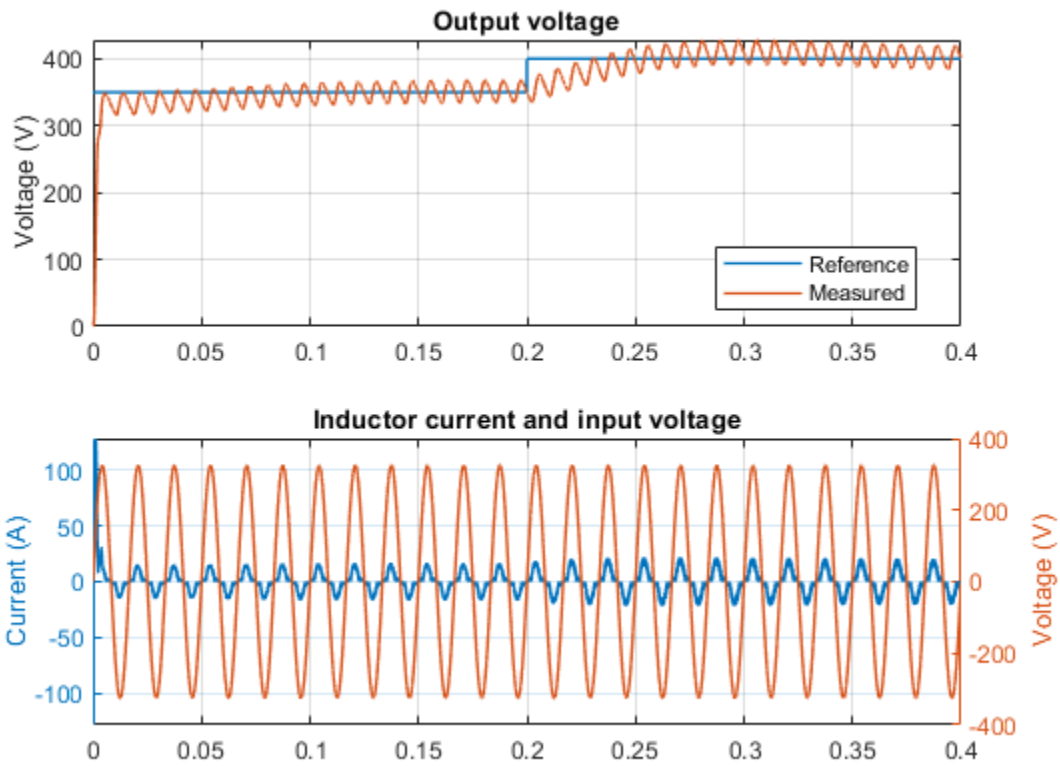 Output voltage
Voltage (V)
400
300
200
100
0
0 0.05 0.1 0.15 0.2 0.25 0.3 0.35 0.4
Reference
Measured
Inductor current and input voltage
Current (A)
100
50
0
-50
-100
400
200
0
-200
-400
Voltage (V)
0 0.05 0.1 0.15 0.2 0.25 0.3 0.35 0.4